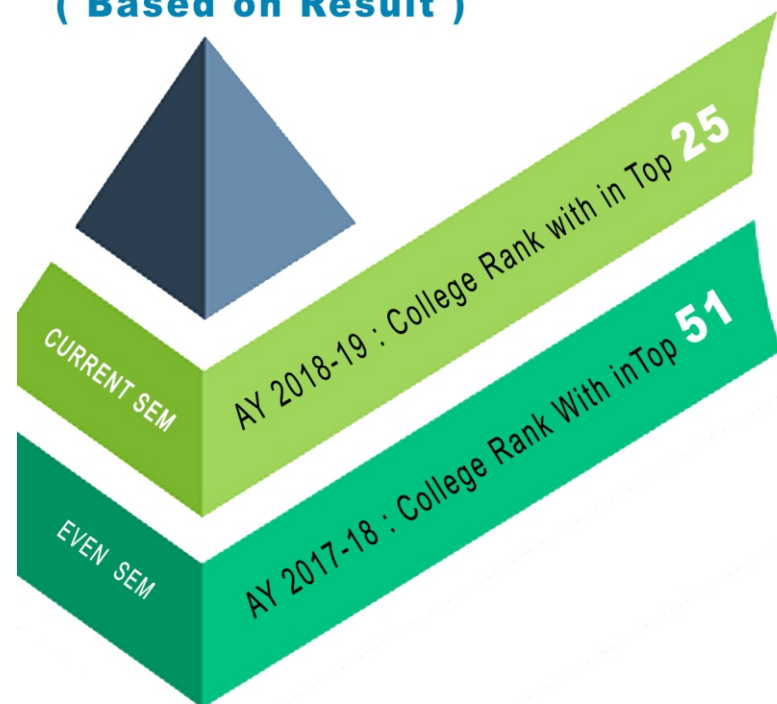 ( Based on Result )
CURRENT SEM
AY 2018-19 : College Rank with in Top 25
EVEN SEM
AY 2017-18 : College Rank With inTop 51